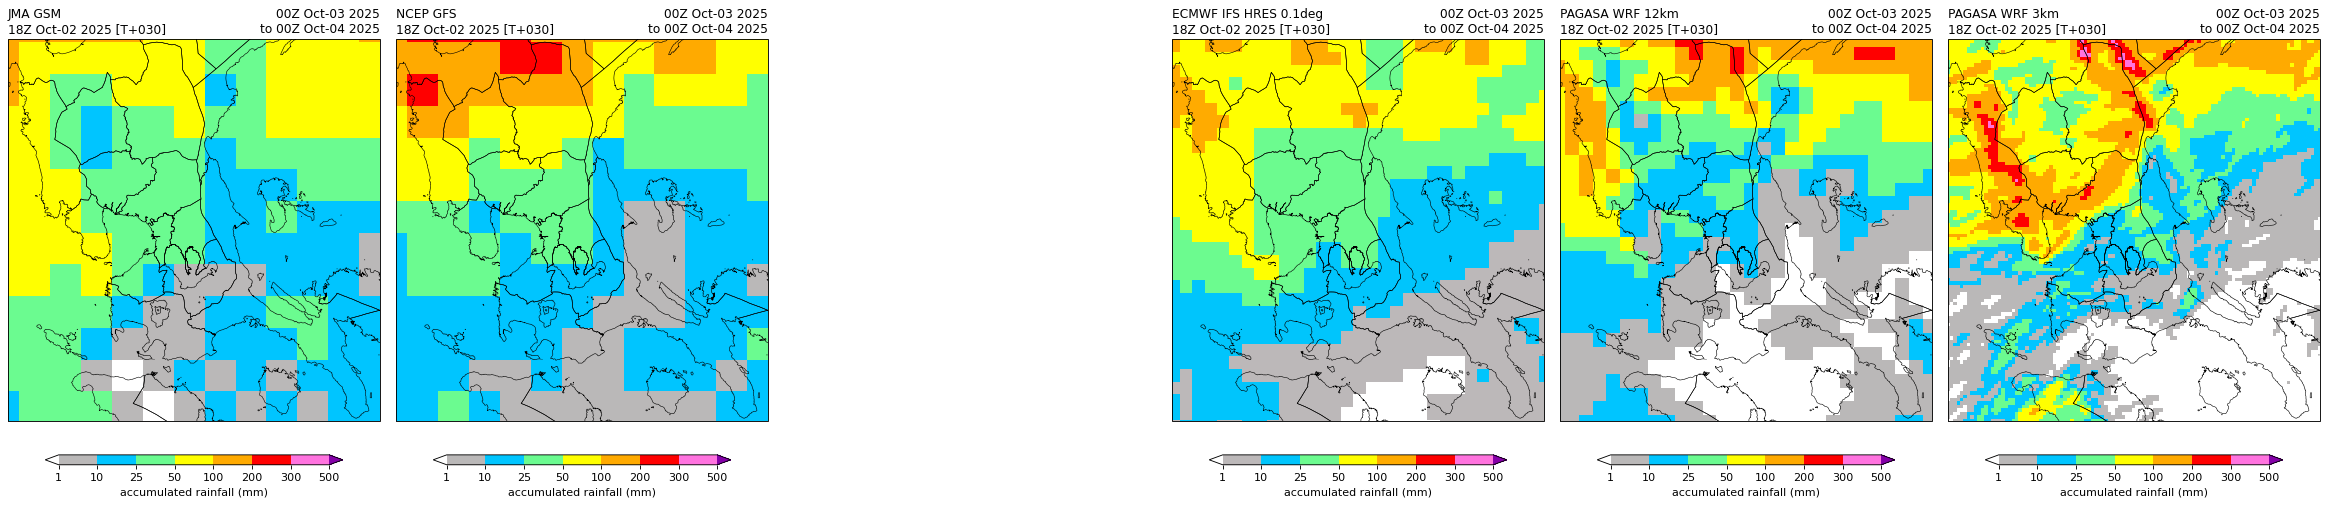 JMA GSM
00Z Oct-03 2025
18Z Oct-02 2025 [T+030]
to 00Z Oct-04 2025
1 10 25 50 100 200 300 500
accumulated rainfall (mm)
NCEP GFS
00Z Oct-03 2025
18Z Oct-02 2025 [T+030]
to 00Z Oct-04 2025
1 10 25 50 100 200 300 500
accumulated rainfall (mm)
ECMWF IFS HRES 0.1deg
00Z Oct-03 2025
18Z Oct-02 2025 [T+030]
to 00Z Oct-04 2025
1 10 25 50 100 200 300 500
accumulated rainfall (mm)
PAGASA WRF 12km
00Z Oct-03 2025
18Z Oct-02 2025 [T+030]
to 00Z Oct-04 2025
1 10 25 50 100 200 300 500
accumulated rainfall (mm)
PAGASA WRF 3km
00Z Oct-03 2025
18Z Oct-02 2025 [T+030]
to 00Z Oct-04 2025
1 10 25 50 100 200 300 500
accumulated rainfall (mm)